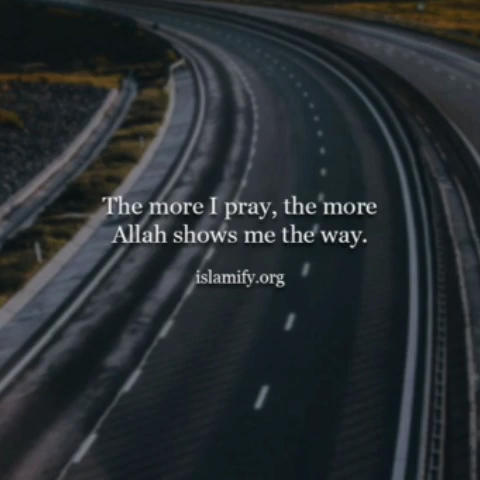 The more I pray, the more
Allah shows me the way.
islamify.org